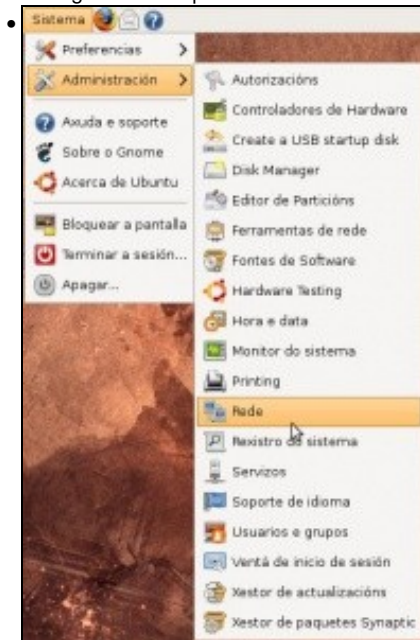 Sistema
Preferencias
Administración
Axuda e soporte
Sobre o Gnome
Acerca de Ubuntu
Bloquear a pantalla
Terminar a sesión...
Apagar...
Autorizacións
Controladores de Hardware
Create a USB startup disk
Disk Manager
Editor de Particións
Ferramentas de rede
Fontes de Software
Hardware Testing
Hora e data
Monitor do sistema
Printing
Rede
Rexistro do sistema
Servizos
Soporte de idioma
Usuarios e grupos
Ventá de inicio de sesión
Xestor de actualizacións
Xestor de paquetes Synaptic